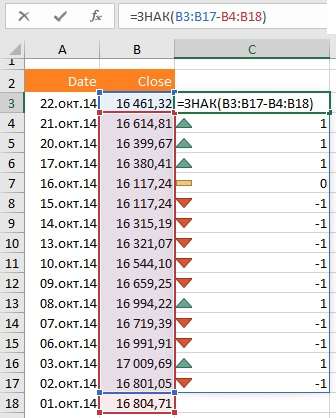 =ЗНАК(B3:B17-B4:B18)
A B C
1
2 Date Close
3 22.окт.14 16 461,32 =ЗНАК(B3:B17-B4:B18)
4 21.окт.14 16 614,81 1
5 20.окт.14 16 399,67 1
6 17.окт.14 16 380,41 1
7 16.окт.14 16 117,24 0
8 15.окт.14 16 117,24 -1
9 14.окт.14 16 315,19 -1
10 13.окт.14 16 321,07 -1
11 10.окт.14 16 544,10 -1
12 09.окт.14 16 659,25 -1
13 08.окт.14 16 994,22 1
14 07.окт.14 16 719,39 -1
15 06.окт.14 16 991,91 -1
16 03.окт.14 17 009,69 1
17 02.окт.14 16 801,05 -1
18 01.окт.14 16 804,71